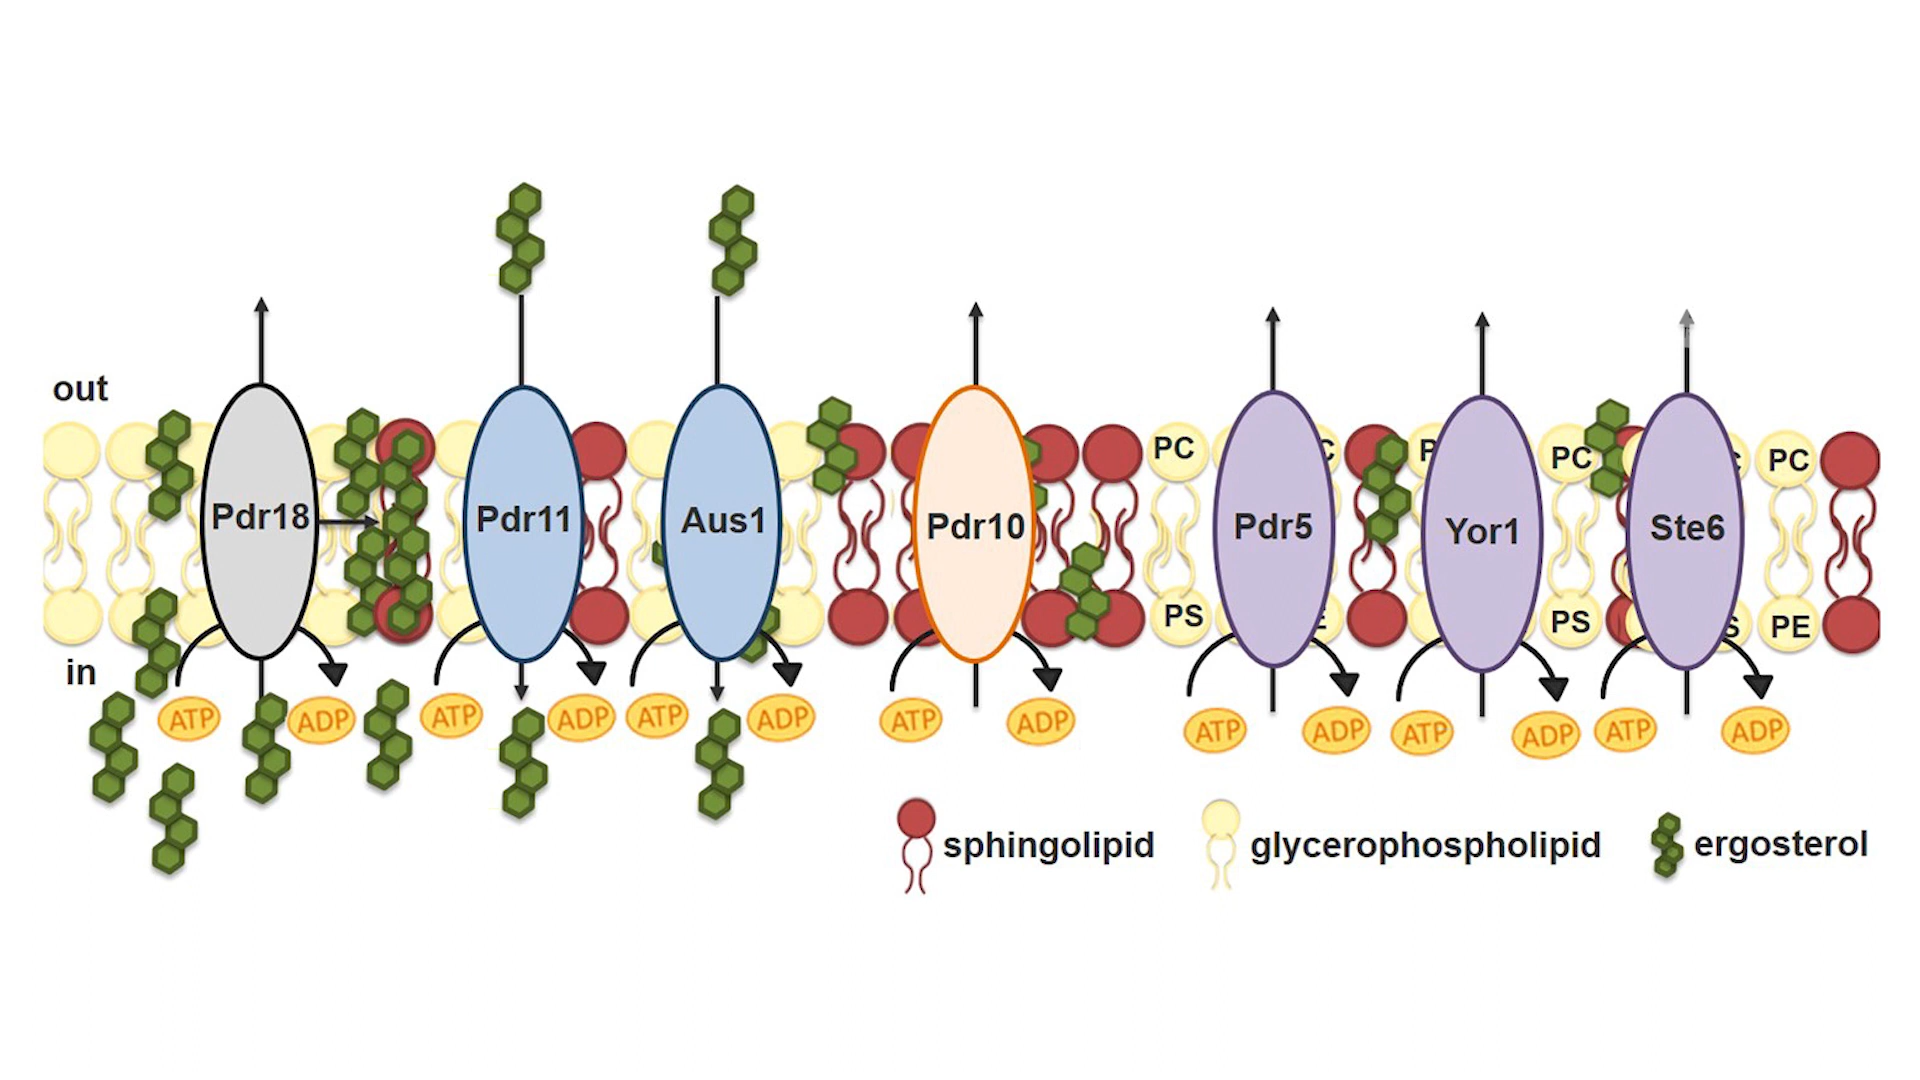 out
Pdr18
Pdr11
Aus1
Pdr10
Pdr5
Yor1
Ste6
PC
PC
PC
PS
PS
PE
in
ATP
ADP
ATP
ADP
ATP
ADP
ATP
ADP
ATP
ADP
ATP
ADP
ATP
ADP
sphingolipid
glycerophospholipid
ergosterol